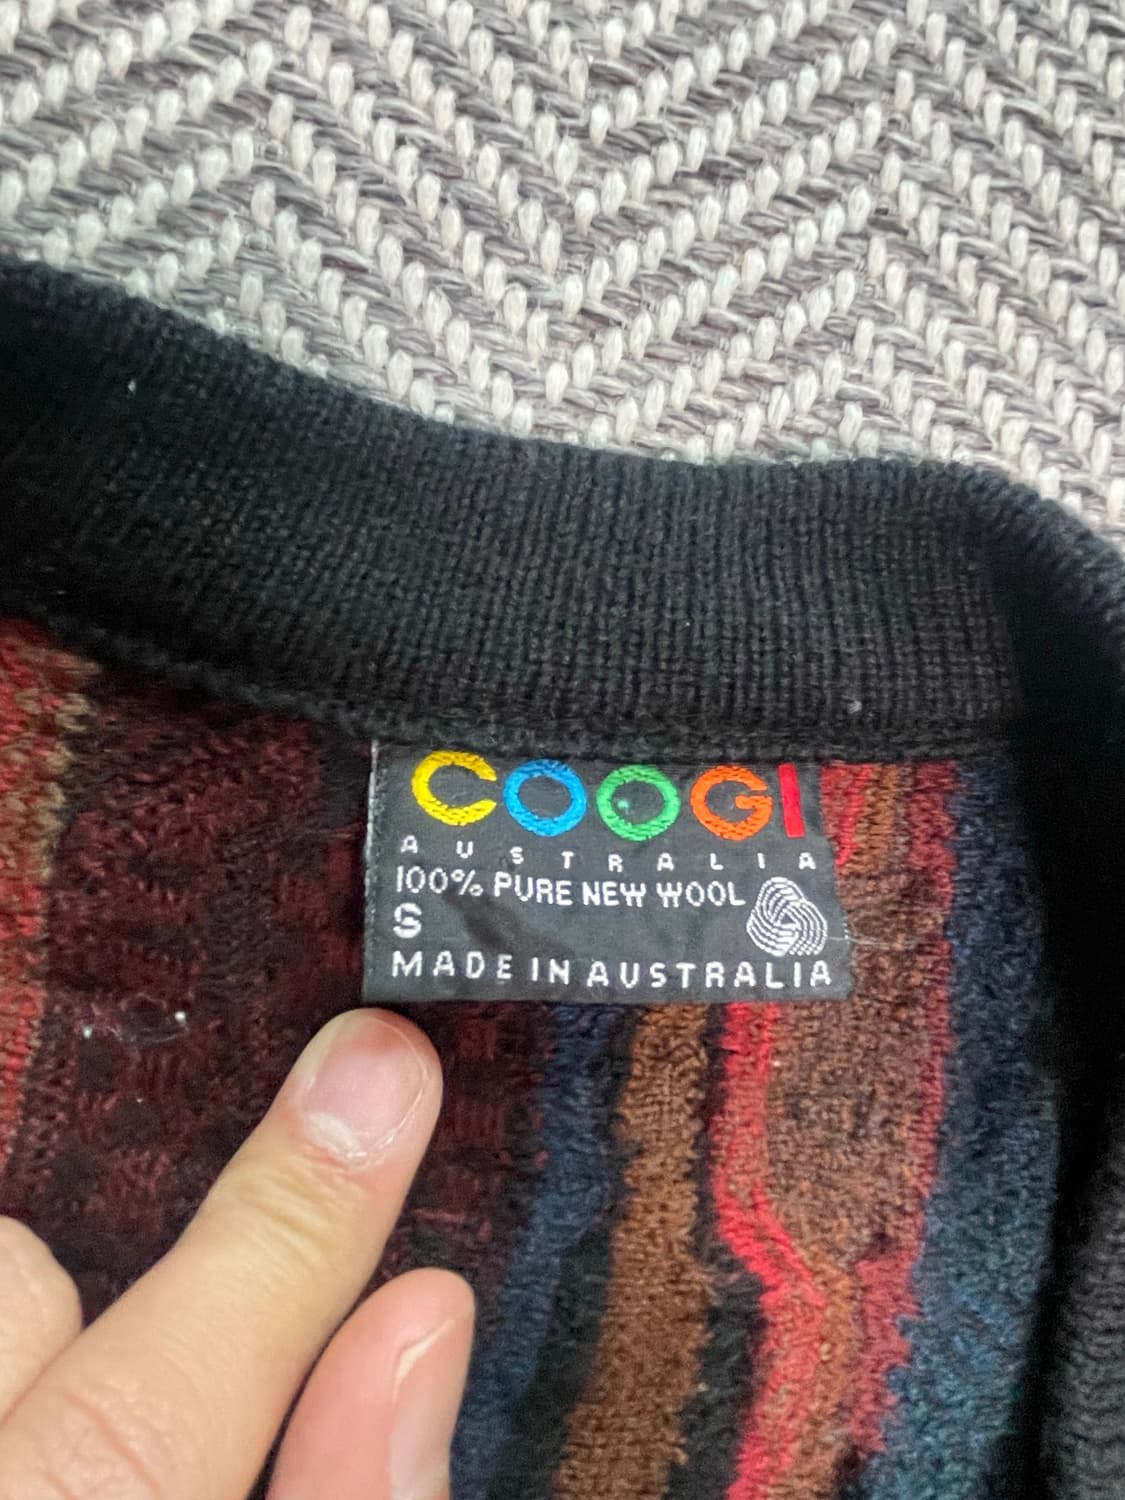 COOGI
AUSTRALIA
100% PURE NEW WOOL
S
MADE IN AUSTRALIA